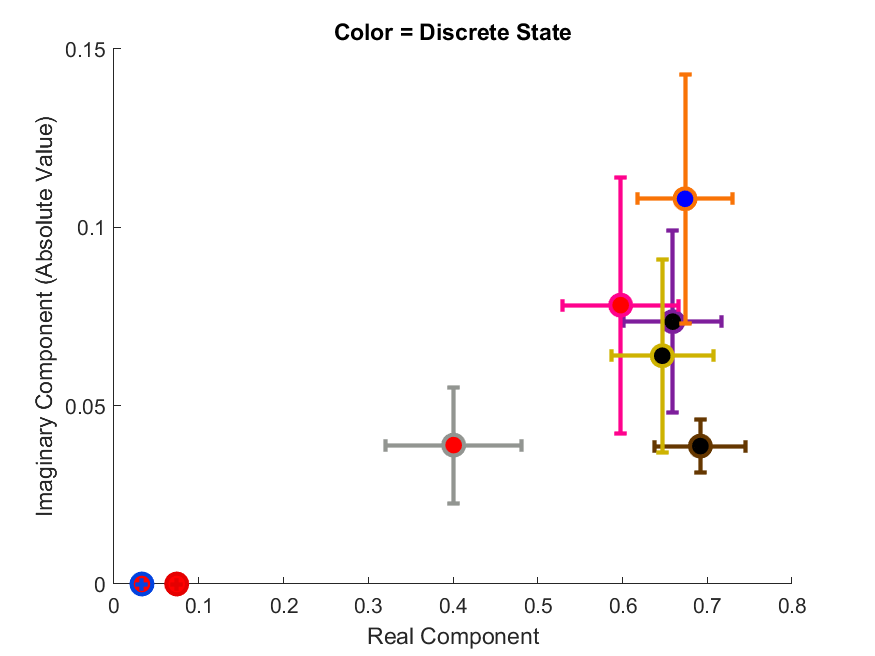 Color = Discrete State
0.15
0.1
0.05
0
0 0.1 0.2 0.3 0.4 0.5 0.6 0.7 0.8
Real Component
Imaginary Component (Absolute Value)